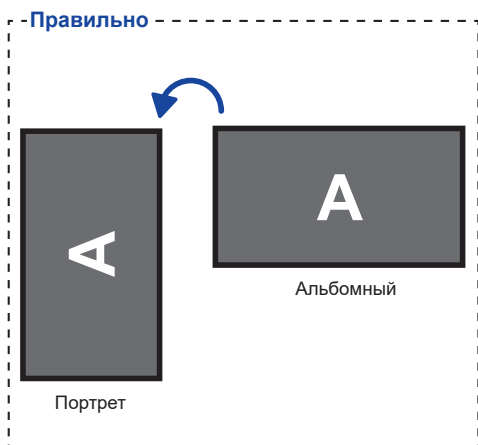 Правильно
A
A
Альбомный
Портрет